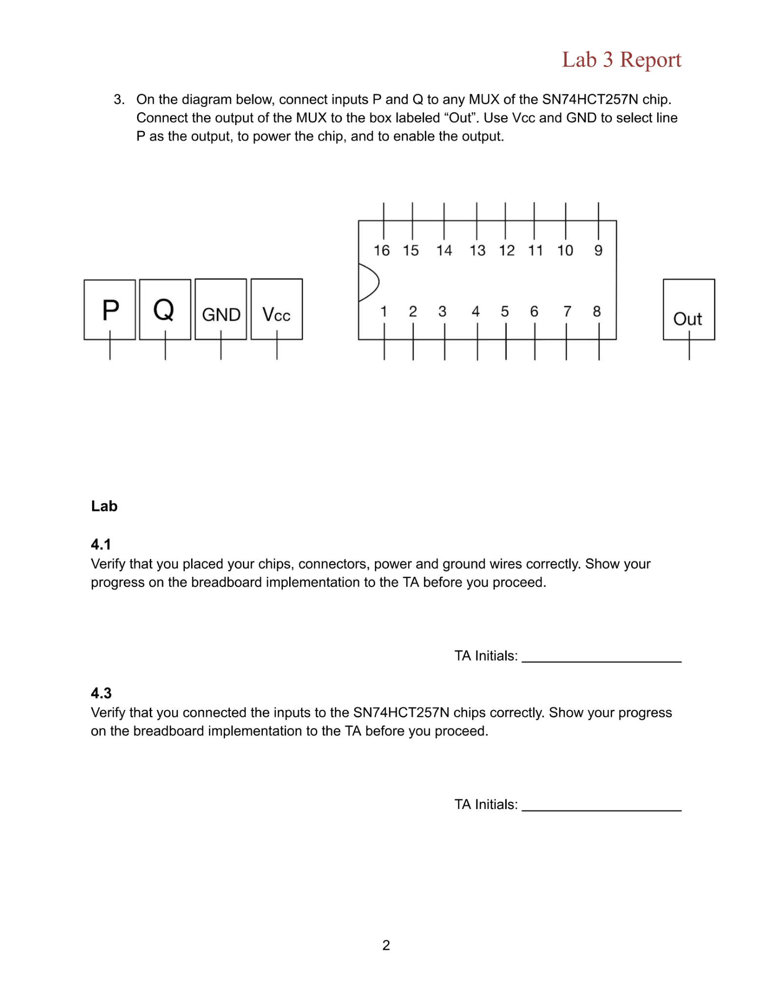 Lab 3 Report
3. On the diagram below, connect inputs P and Q to any MUX of the SN74HCT257N chip.
Connect the output of the MUX to the box labeled “Out”. Use Vcc and GND to select line
P as the output, to power the chip, and to enable the output.
16 15 14 13 12 11 10 9
P Q GND Vcc
1 2 3 4 5 6 7 8
Out
Lab
4.1
Verify that you placed your chips, connectors, power and ground wires correctly. Show your
progress on the breadboard implementation to the TA before you proceed.
TA Initials: ____________________
4.3
Verify that you connected the inputs to the SN74HCT257N chips correctly. Show your progress
on the breadboard implementation to the TA before you proceed.
TA Initials: ____________________
2